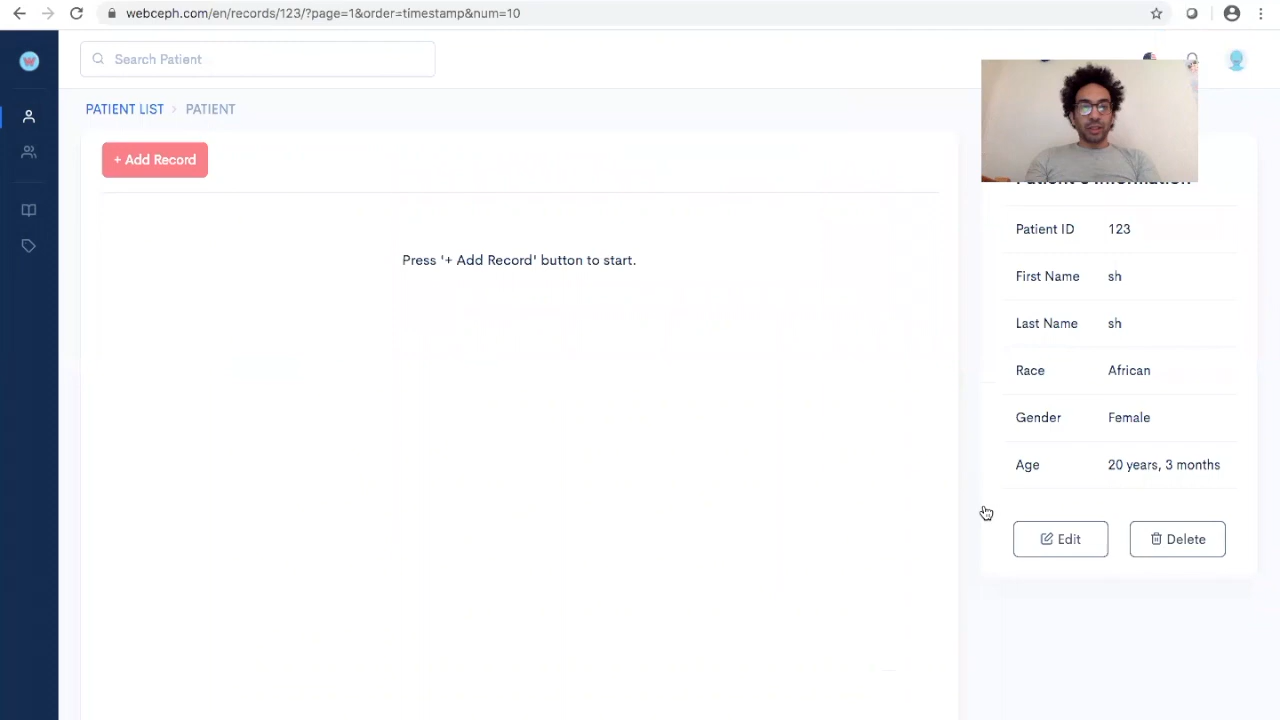 webceph.com/en/records/123/?page=1&order=timestamp&num=10
Search Patient
PATIENT LIST > PATIENT
+ Add Record
Press '+ Add Record' button to start.
Patient's Information
Patient ID 123
First Name sh
Last Name sh
Race African
Gender Female
Age 20 years, 3 months
Edit Delete